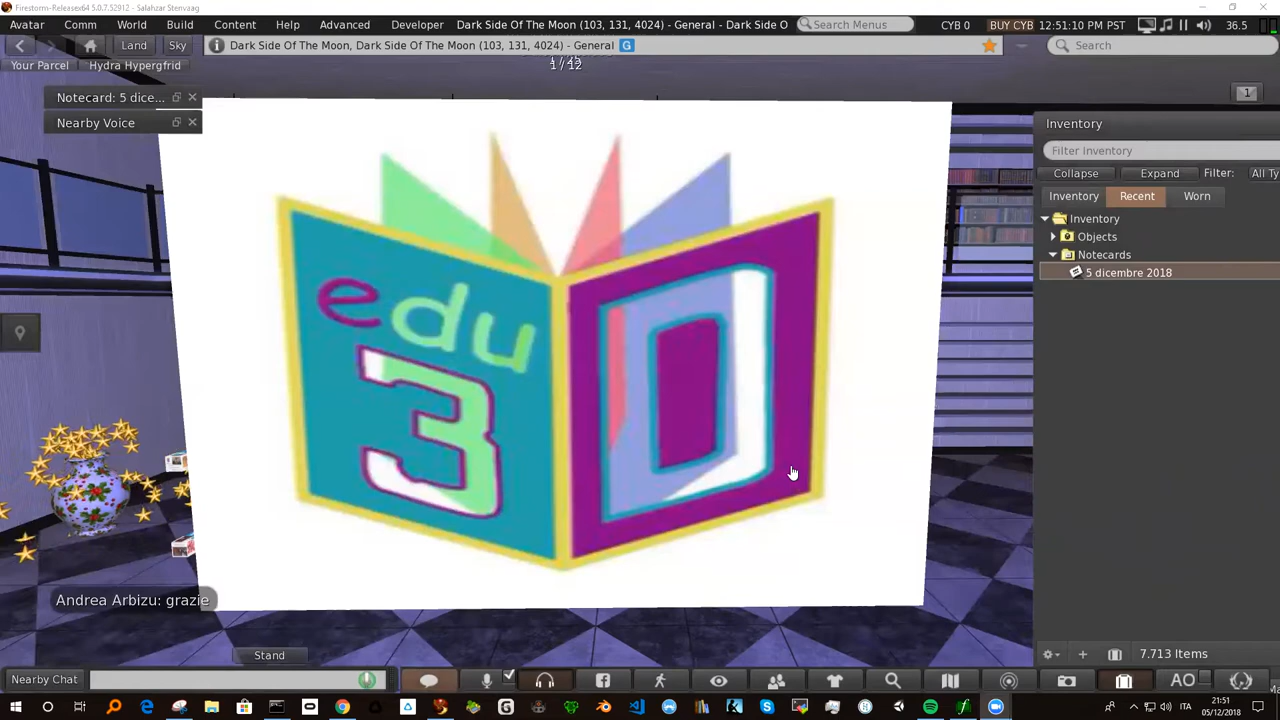 Firestorm-Releasex64 5.0.7.52912 - Salahzar Stenvaag
Avatar Comm World Build Content Help Advanced Developer Dark Side Of The Moon (103, 131, 4024) - General - Dark Side O Search Menus CYB 0 BUY CYB 12:51:10 PM PST 36.5
Land Sky Dark Side Of The Moon, Dark Side Of The Moon (103, 131, 4024) - General G Search
Your Parcel Hydra Hypergfrid
1 / 12
Notecard: 5 dice...
Nearby Voice
1
Inventory
Filter Inventory
Collapse Expand Filter: All Ty
Inventory Recent Worn
Inventory
Objects
Notecards
5 dicembre 2018
edu
3 0
Andrea Arbizu: grazie
Stand
7.713 Items
Nearby Chat
AO
ITA 21:51
05/12/2018